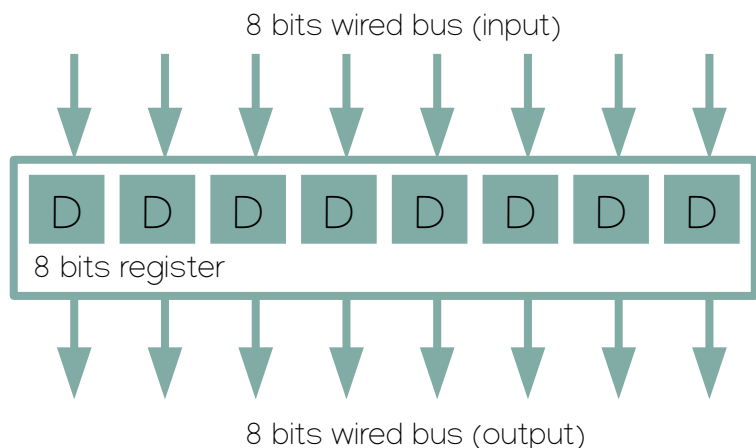 8 bits wired bus (input)
D D D D D D D D
8 bits register
8 bits wired bus (output)